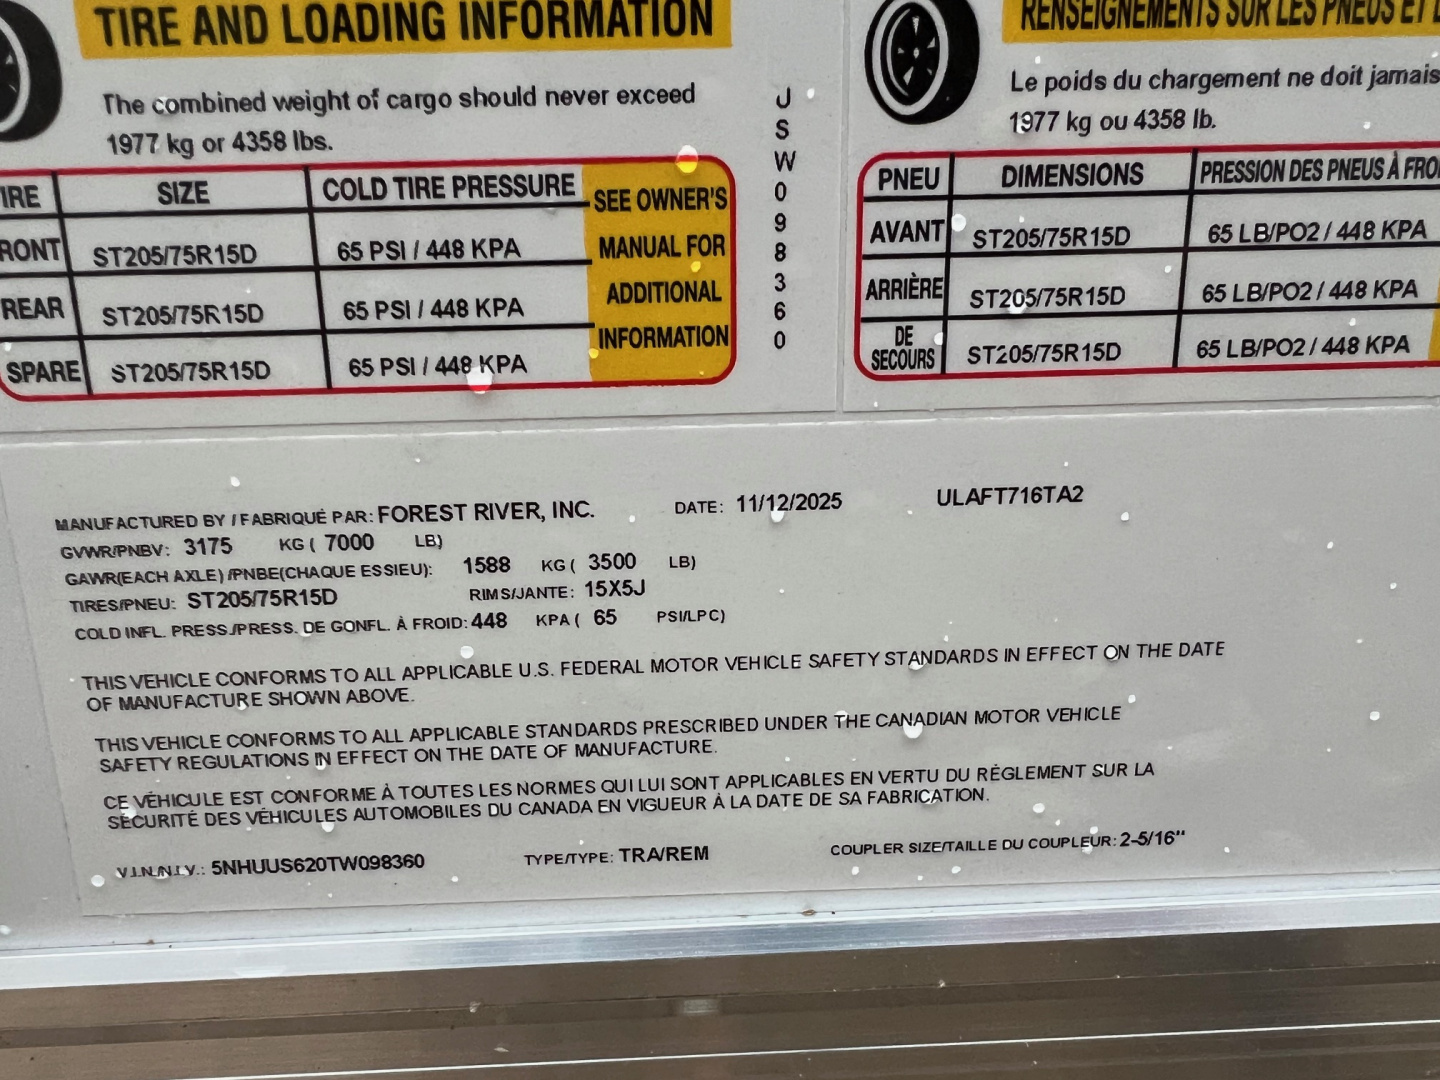 TIRE AND LOADING INFORMATION
The combined weight of cargo should never exceed
1977 kg or 4358 lbs.
SIZE COLD TIRE PRESSURE
ST205/75R15D 65 PSI / 448 KPA
REAR ST205/75R15D 65 PSI / 448 KPA
SPARE ST205/75R15D 65 PSI / 448 KPA
SEE OWNER'S
MANUAL FOR
ADDITIONAL
INFORMATION
JSW098360
RENSEIGNEMENTS SUR LES PNEUS ET
Le poids du chargement ne doit jamais
1977 kg ou 4358 lb.
PNEU DIMENSIONS PRESSION DES PNEUS À
AVANT ST205/75R15D 65 LB/PO2 / 448 KPA
ARRIÈRE ST205/75R15D 65 LB/PO2 / 448 KPA
DE
SECOURS ST205/75R15D 65 LB/PO2 / 448 KPA
MANUFACTURED BY / FABRIQUÉ PAR: FOREST RIVER, INC. DATE: 11/12/2025 ULAFT716TA2
GVWR/PNBV: 3175 KG ( 7000 LB)
GAWR(EACH AXLE) /PNBE(CHAQUE ESSIEU): 1588 KG ( 3500 LB)
TIRES/PNEU: ST205/75R15D RIMS/JANTE: 15X5J
COLD INFL. PRESS./PRESS. DE GONFL. À FROID: 448 KPA ( 65 PSI/LPC)
THIS VEHICLE CONFORMS TO ALL APPLICABLE U.S. FEDERAL MOTOR VEHICLE SAFETY STANDARDS IN EFFECT ON THE DATE
OF MANUFACTURE SHOWN ABOVE.
THIS VEHICLE CONFORMS TO ALL APPLICABLE STANDARDS PRESCRIBED UNDER THE CANADIAN MOTOR VEHICLE
SAFETY REGULATIONS IN EFFECT ON THE DATE OF MANUFACTURE.
CE VÉHICULE EST CONFORME À TOUTES LES NORMES QUI LUI SONT APPLICABLES EN VERTU DU RÈGLEMENT SUR LA
SÉCURITÉ DES VÉHICULES AUTOMOBILES DU CANADA EN VIGUEUR À LA DATE DE SA FABRICATION.
V.I.N./N.I.V.: 5NHUUS620TW098360 TYPE/TYPE: TRA/REM COUPLER SIZE/TAILLE DU COUPLEUR: 2-5/16"